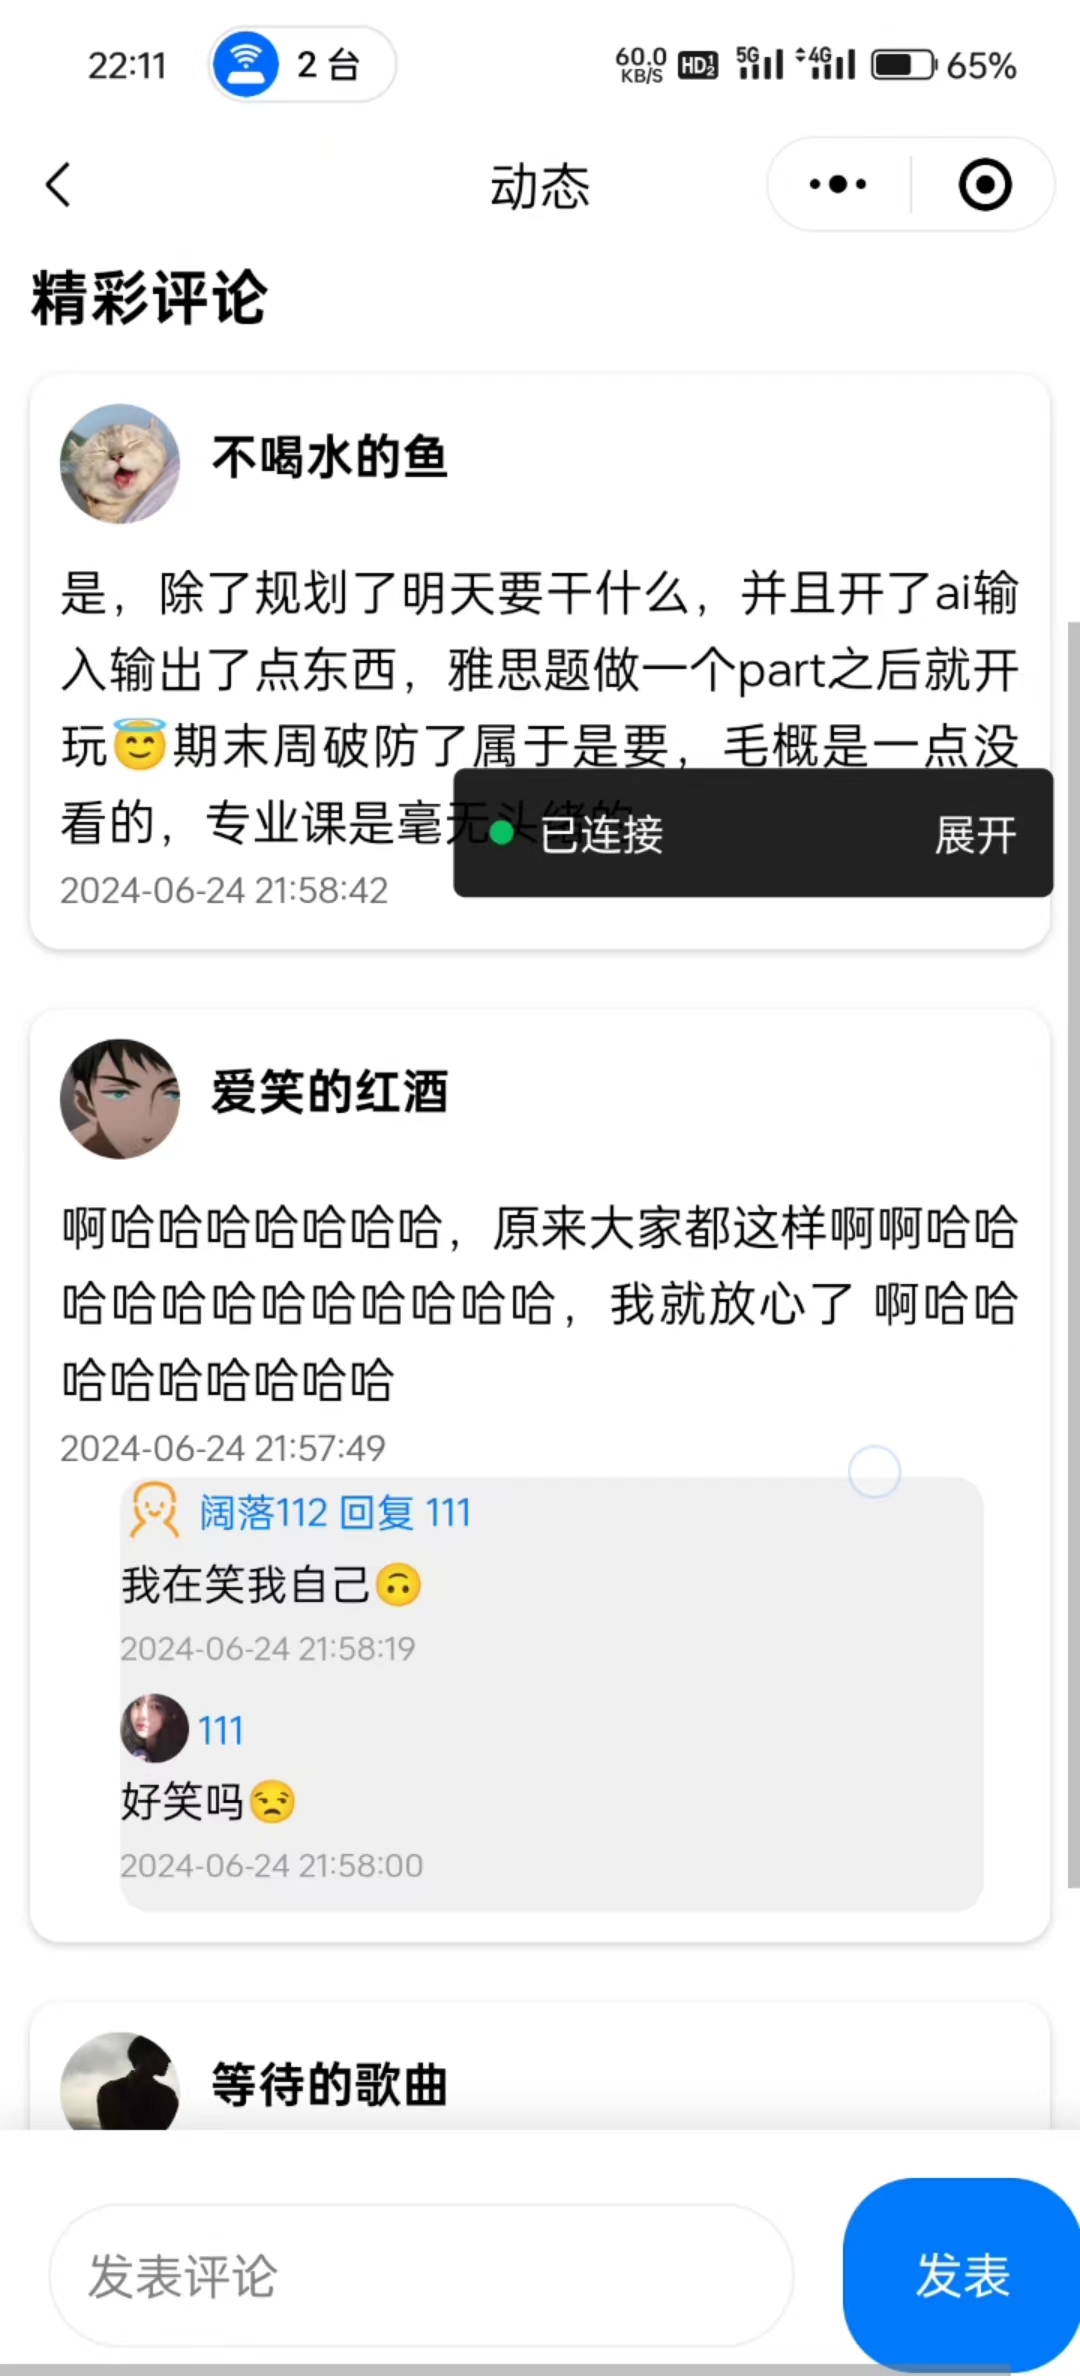 22:11 2 台 60.0 KB/S HD 5G 4G 65%
动态
精彩评论
不喝水的鱼
是，除了规划了明天要干什么，并且开了ai输
入输出了点东西，雅思题做一个part之后就开
玩😇期末周破防了属于是要，毛概是一点没
看的，专业课是毫无头绪的
已连接 展开
2024-06-24 21:58:42
爱笑的红酒
啊哈哈哈哈哈哈哈，原来大家都这样啊啊哈哈
哈哈哈哈哈哈哈哈哈哈，我就放心了 啊哈哈
哈哈哈哈哈哈哈
2024-06-24 21:57:49
阔落112 回复 111
我在笑我自己🙃
2024-06-24 21:58:19
111
好笑吗😒
2024-06-24 21:58:00
等待的歌曲
发表评论 发表